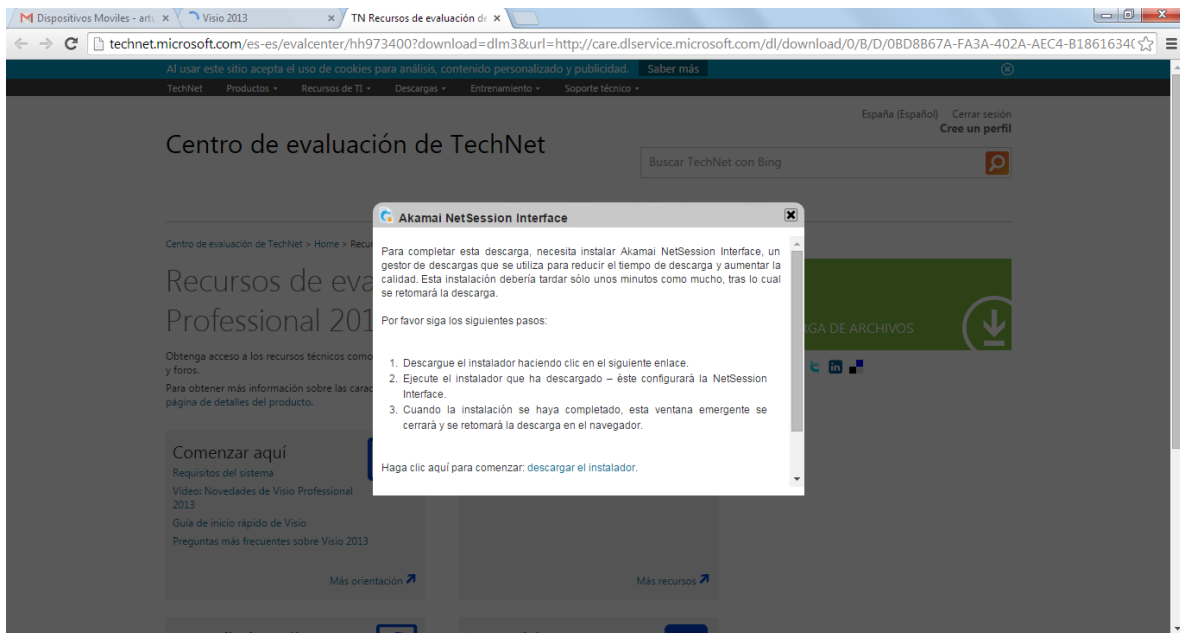 Dispositivos Moviles - artu
Visio 2013
TN Recursos de evaluación de
technet.microsoft.com/es-es/evalcenter/hh973400?download=dlm3&url=http://care.dlservice.microsoft.com/dl/download/0/B/D/0BD8B67A-FA3A-402A-AEC4-B1861634(
Al usar este sitio acepta el uso de cookies para análisis, contenido personalizado y publicidad. Saber más
TechNet Productos Recursos de TI Descargas Entrenamiento Soporte técnico
España (Español) Cerrar sesión
Cree un perfil
Centro de evaluación de TechNet
Buscar TechNet con Bing
Akamai NetSession Interface
Para completar esta descarga, necesita instalar Akamai NetSession Interface, un
gestor de descargas que se utiliza para reducir el tiempo de descarga y aumentar la
calidad. Esta instalación debería tardar sólo unos minutos como mucho, tras lo cual
se retomará la descarga.
Por favor siga los siguientes pasos:
1. Descargue el instalador haciendo clic en el siguiente enlace.
2. Ejecute el instalador que ha descargado – éste configurará la NetSession
Interface.
3. Cuando la instalación se haya completado, esta ventana emergente se
cerrará y se retomará la descarga en el navegador.
Haga clic aquí para comenzar: descargar el instalador.
Centro de evaluación de TechNet > Home > Recur
Recursos de eva
Professional 201
GA DE ARCHIVOS
Obtenga acceso a los recursos técnicos como
y foros.
Para obtener más información sobre las carac
página de detalles del producto.
Comenzar aquí
Requisitos del sistema
Vídeo: Novedades de Visio Professional
2013
Guía de inicio rápido de Visio
Preguntas más frecuentes sobre Visio 2013
Más orientación
Más recursos